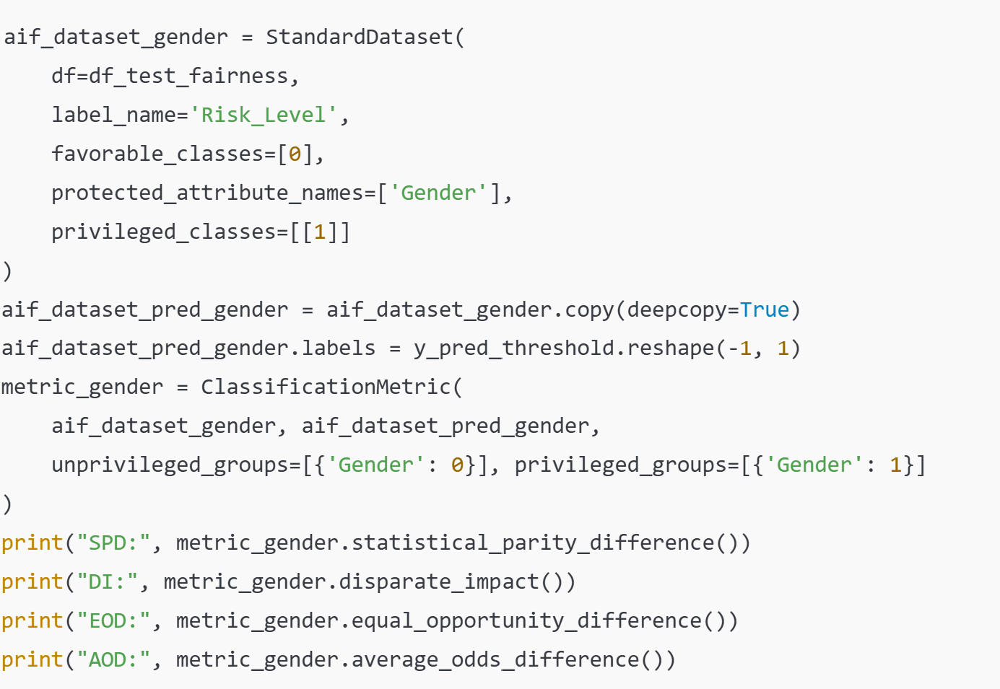 aif_dataset_gender = StandardDataset(
    df=df_test_fairness,
    label_name='Risk_Level',
    favorable_classes=[0],
    protected_attribute_names=['Gender'],
    privileged_classes=[[1]]
)
aif_dataset_pred_gender = aif_dataset_gender.copy(deepcopy=True)
aif_dataset_pred_gender.labels = y_pred_threshold.reshape(-1, 1)
metric_gender = ClassificationMetric(
    aif_dataset_gender, aif_dataset_pred_gender,
    unprivileged_groups=[{'Gender': 0}], privileged_groups=[{'Gender': 1}]
)
print("SPD:", metric_gender.statistical_parity_difference())
print("DI:", metric_gender.disparate_impact())
print("EOD:", metric_gender.equal_opportunity_difference())
print("AOD:", metric_gender.average_odds_difference())